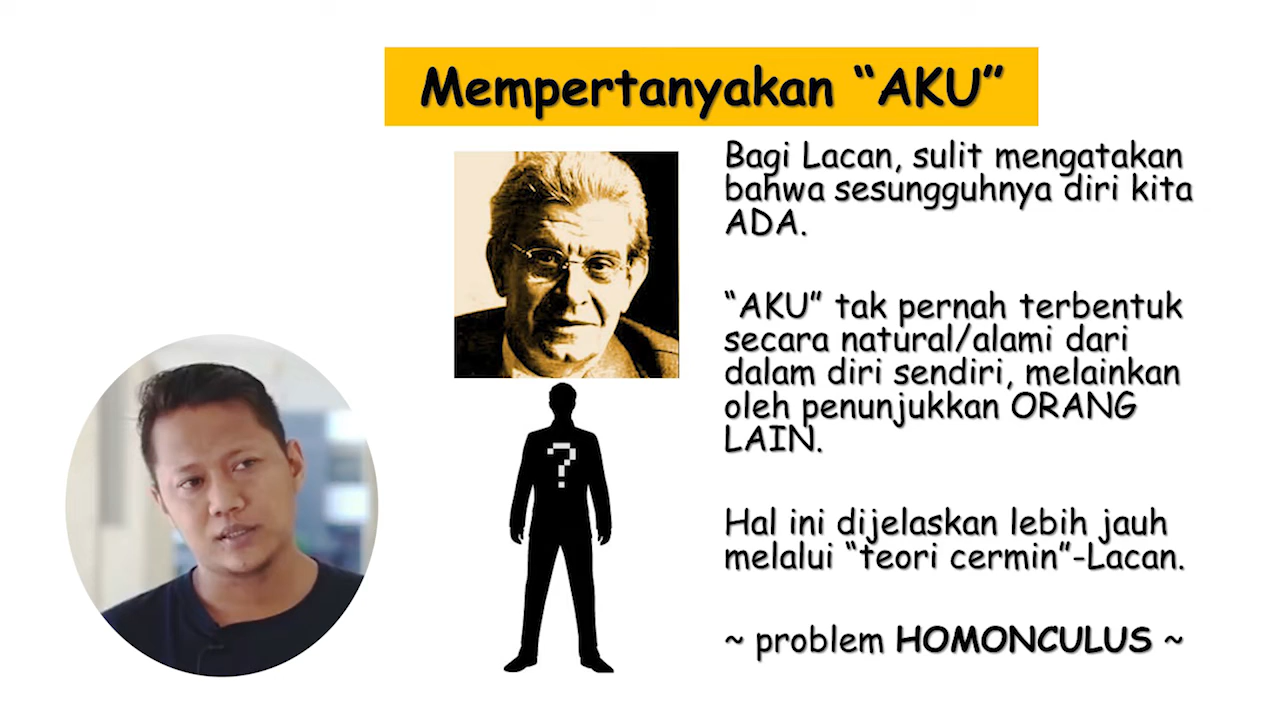 Mempertanyakan “AKU”
Bagi Lacan, sulit mengatakan
bahwa sesungguhnya diri kita
ADA.
“AKU” tak pernah terbentuk
secara natural/alami dari
dalam diri sendiri, melainkan
oleh penunjukkan ORANG
LAIN.
Hal ini dijelaskan lebih jauh
melalui “teori cermin”-Lacan.
~ problem HOMONCULUS ~
?